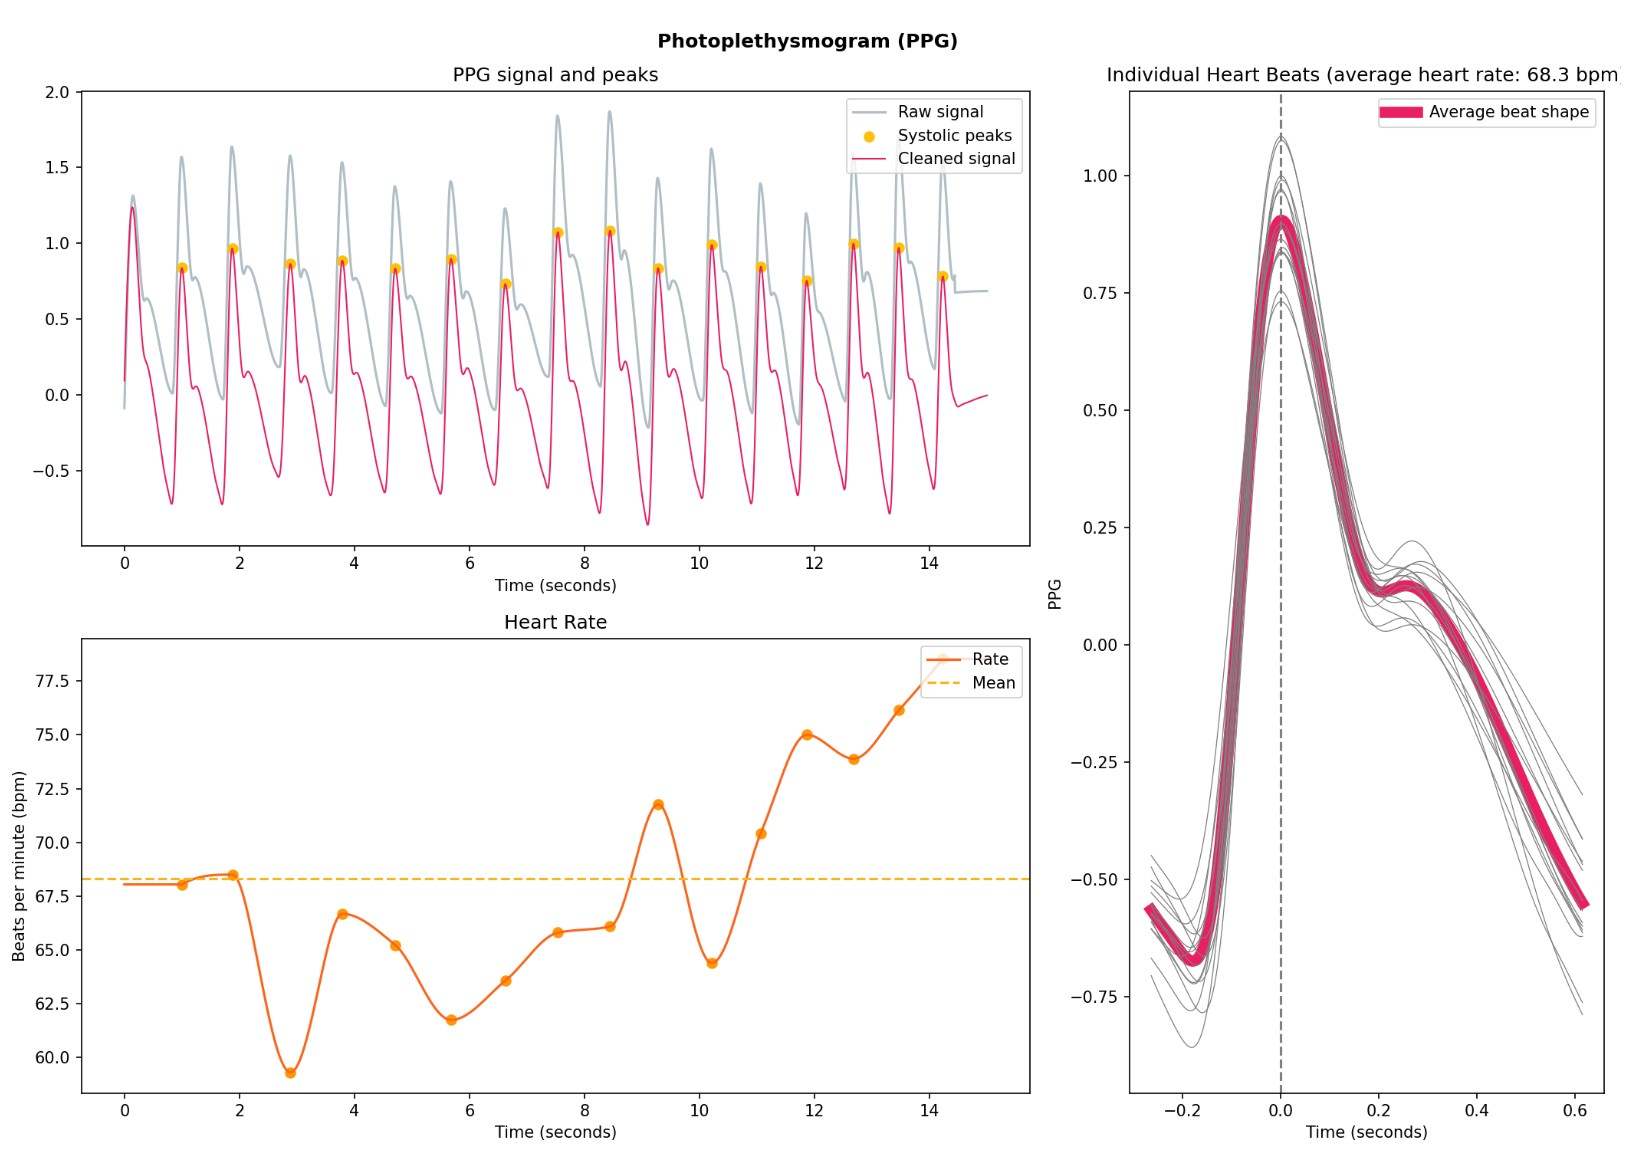 Photoplethysmogram (PPG)
PPG signal and peaks
Raw signal
Systolic peaks
Cleaned signal
2.0
1.5
1.0
0.5
0.0
−0.5
0 2 4 6 8 10 12 14
Time (seconds)
Heart Rate
Rate
Mean
Beats per minute (bpm)
77.5
75.0
72.5
70.0
67.5
65.0
62.5
60.0
0 2 4 6 8 10 12 14
Time (seconds)
Individual Heart Beats (average heart rate: 68.3 bpm)
Average beat shape
PPG
1.00
0.75
0.50
0.25
0.00
−0.25
−0.50
−0.75
−0.2 0.0 0.2 0.4 0.6
Time (seconds)